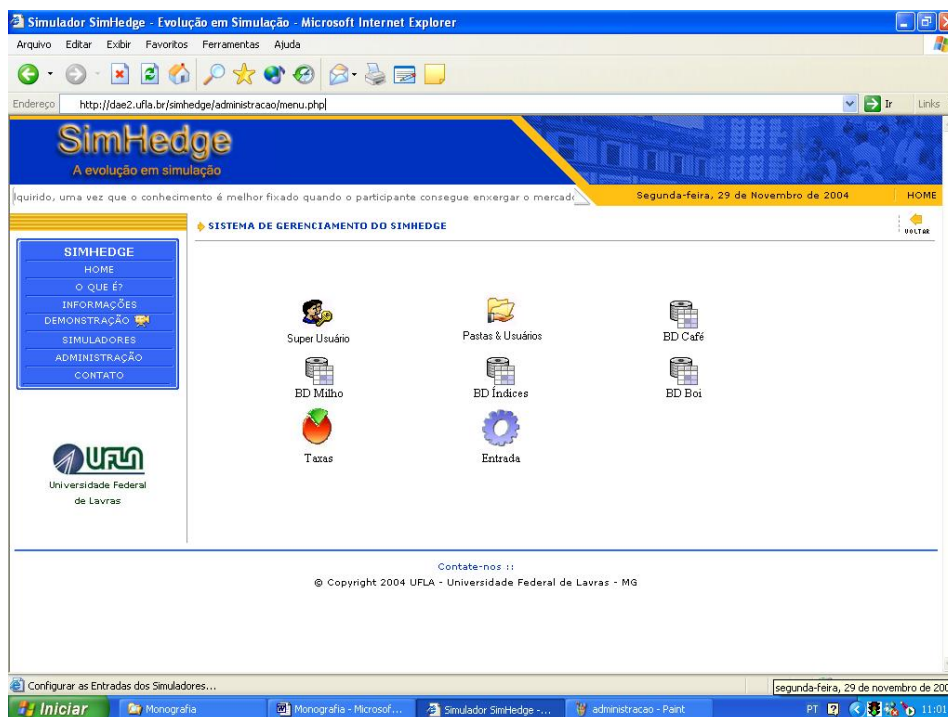 Simulador SimHedge - Evolução em Simulação - Microsoft Internet Explorer
Arquivo Editar Exibir Favoritos Ferramentas Ajuda
Endereço http://dae2.ufla.br/simhedge/administracao/menu.php Ir Links
SimHedge
A evolução em simulação
lquirido, uma vez que o conhecimento é melhor fixado quando o participante consegue enxergar o mercado
Segunda-feira, 29 de Novembro de 2004 HOME
SISTEMA DE GERENCIAMENTO DO SIMHEDGE
VOLTAR
SIMHEDGE
HOME
O QUE É?
INFORMAÇÕES
DEMONSTRAÇÃO
SIMULADORES
ADMINISTRAÇÃO
CONTATO
Super Usuário Pastas & Usuários BD Café
BD Milho BD Índices BD Boi
Taxas Entrada
UFLA
Universidade Federal
de Lavras
Contate-nos ::
© Copyright 2004 UFLA - Universidade Federal de Lavras - MG
Configurar as Entradas dos Simuladores...
segunda-feira, 29 de novembro de 200
Iniciar Monografia Monografia - Microsof... Simulador SimHedge -... administracao - Paint PT 11:01